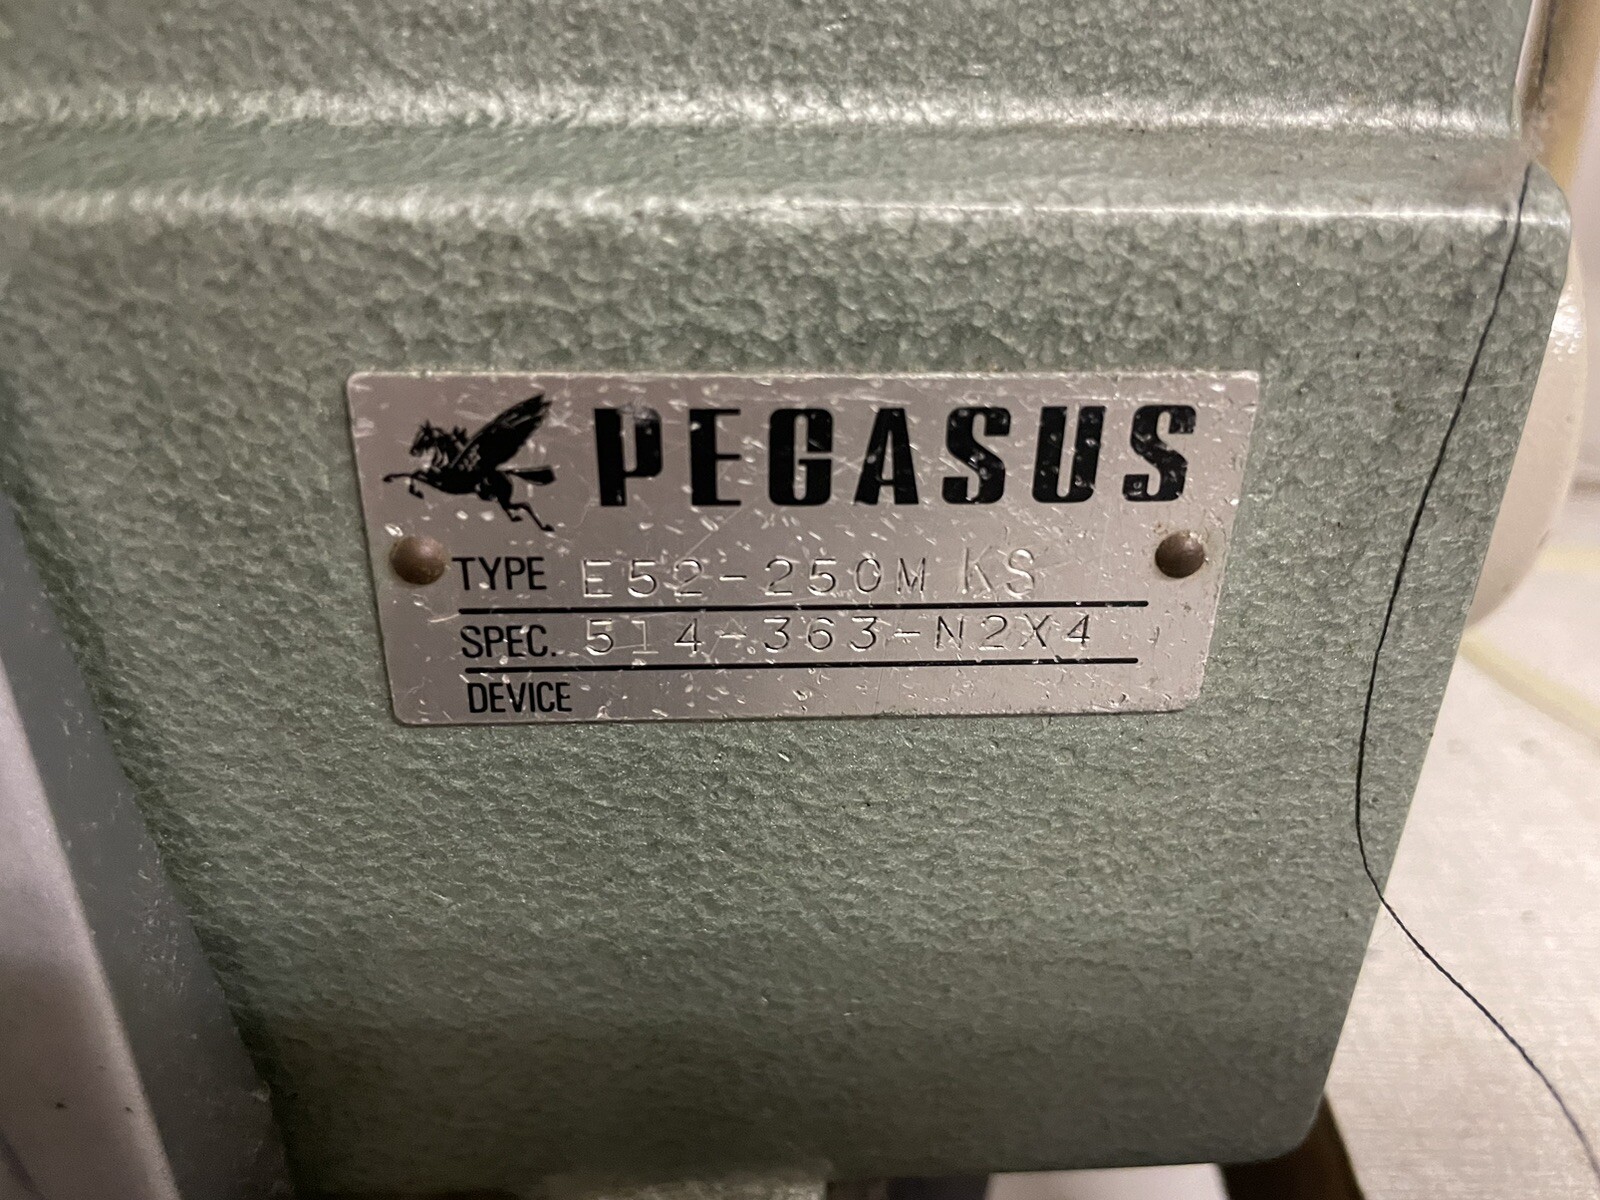 PEGASUS
TYPE E52-250M KS
SPEC. 514-363-N2X4
DEVICE